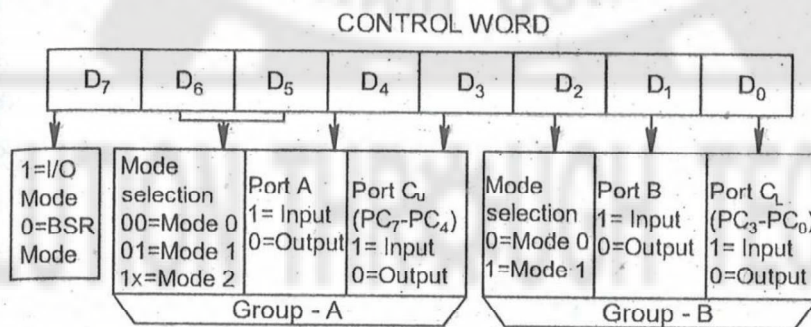 CONTROL WORD
D7 D6 D5 D4 D3 D2 D1 D0
1=I/O
Mode
0=BSR
Mode
Mode
selection
00=Mode 0
01=Mode 1
1x=Mode 2
Port A
1= Input
0=Output
Port Cu
(PC7-PC4)
1= Input
0=Output
Group - A
Mode
selection
0=Mode 0
1=Mode 1
Port B
1= Input
0=Output
Port CL
(PC3-PC0)
1= Input
0=Output
Group - B